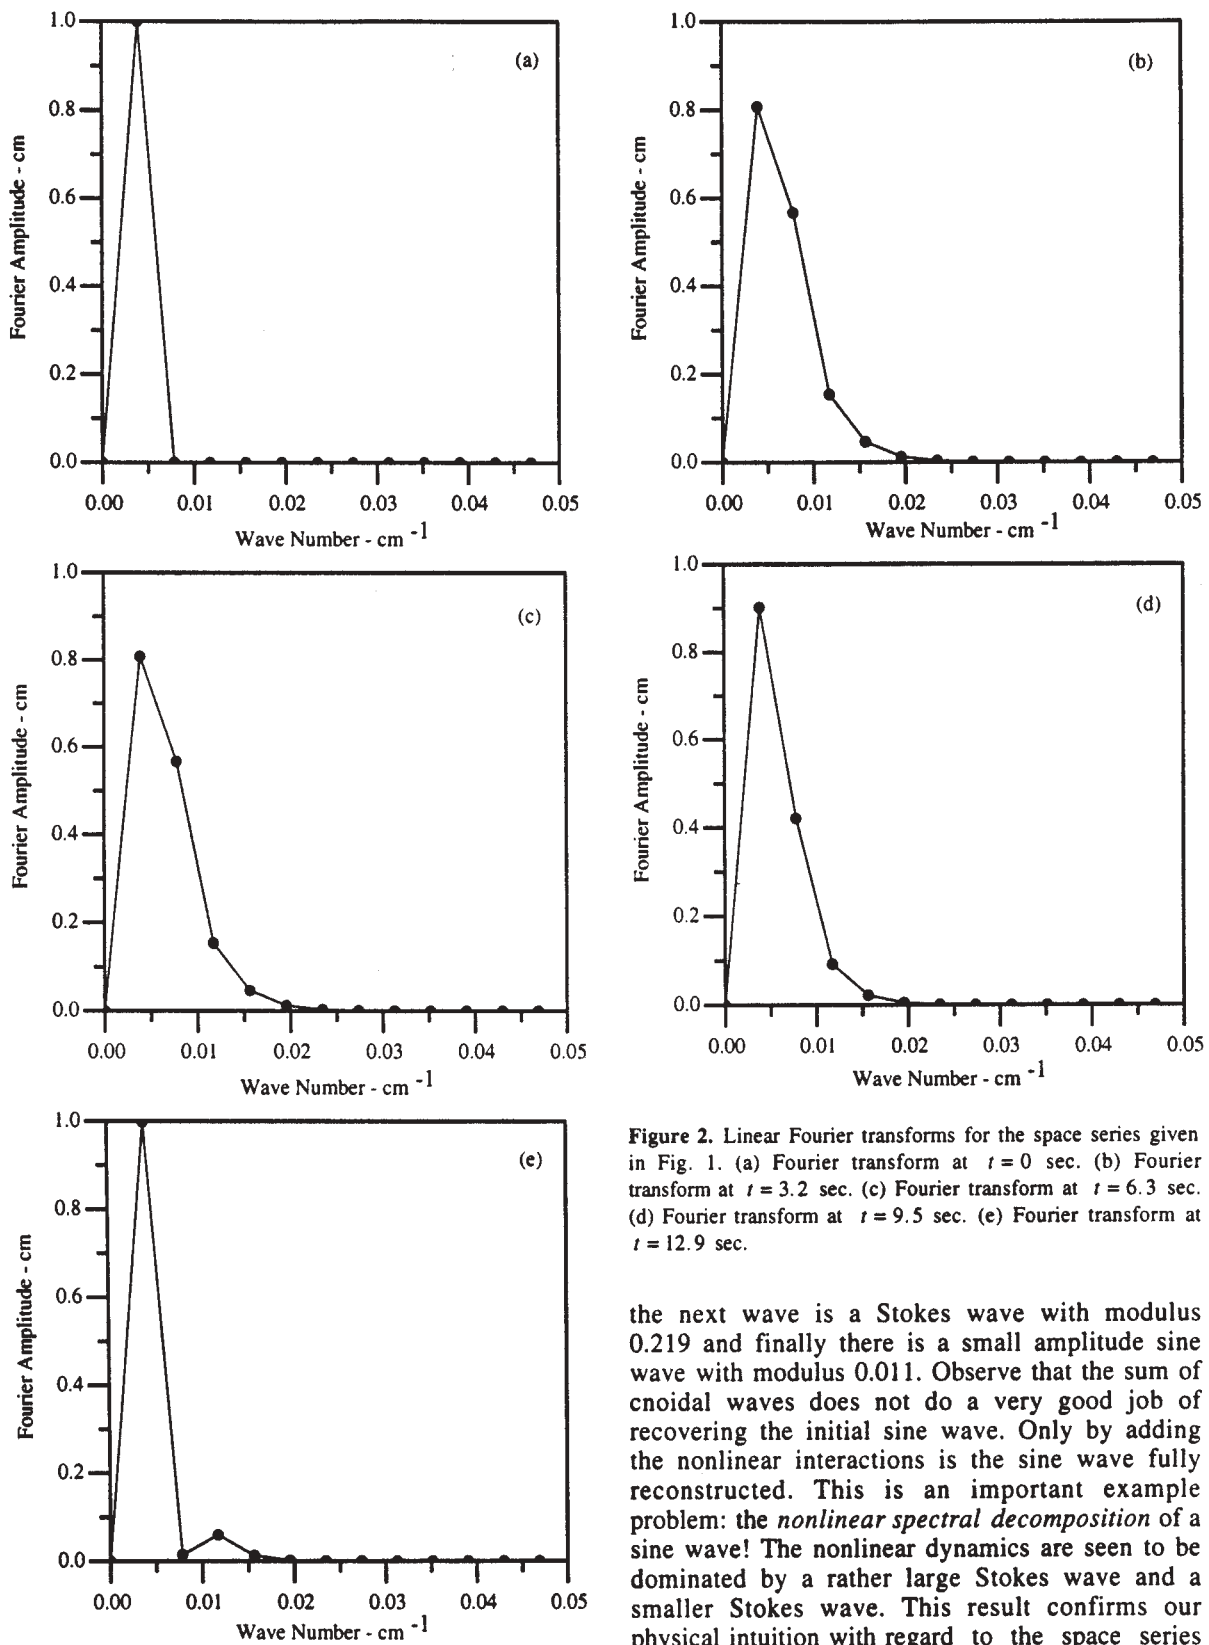 1.0
0.8
0.6
0.4
0.2
0.0
Fourier Amplitude - cm
(a)
0.00 0.01 0.02 0.03 0.04 0.05
Wave Number - cm -1
1.0
0.8
0.6
0.4
0.2
0.0
Fourier Amplitude - cm
(b)
0.00 0.01 0.02 0.03 0.04 0.05
Wave Number - cm -1
1.0
0.8
0.6
0.4
0.2
0.0
Fourier Amplitude - cm
(c)
0.00 0.01 0.02 0.03 0.04 0.05
Wave Number - cm -1
1.0
0.8
0.6
0.4
0.2
0.0
Fourier Amplitude - cm
(d)
0.00 0.01 0.02 0.03 0.04 0.05
Wave Number - cm -1
1.0
0.8
0.6
0.4
0.2
0.0
Fourier Amplitude - cm
(e)
0.00 0.01 0.02 0.03 0.04 0.05
Wave Number - cm -1
Figure 2. Linear Fourier transforms for the space series given
in Fig. 1. (a) Fourier transform at t = 0 sec. (b) Fourier
transform at t = 3.2 sec. (c) Fourier transform at t = 6.3 sec.
(d) Fourier transform at t = 9.5 sec. (e) Fourier transform at
t = 12.9 sec.
the next wave is a Stokes wave with modulus
0.219 and finally there is a small amplitude sine
wave with modulus 0.011. Observe that the sum of
cnoidal waves does not do a very good job of
recovering the initial sine wave. Only by adding
the nonlinear interactions is the sine wave fully
reconstructed. This is an important example
problem: the nonlinear spectral decomposition of a
sine wave! The nonlinear dynamics are seen to be
dominated by a rather large Stokes wave and a
smaller Stokes wave. This result confirms our
physical intuition with regard to the space series